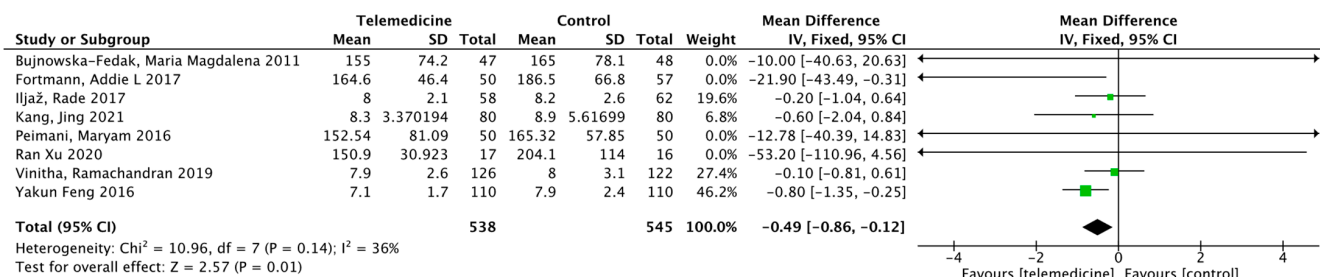 Telemedicine Control Mean Difference Mean Difference
Study or Subgroup Mean SD Total Mean SD Total Weight IV, Fixed, 95% CI IV, Fixed, 95% CI
Bujnowska-Fedak, Maria Magdalena 2011 155 74.2 47 165 78.1 48 0.0% −10.00 [−40.63, 20.63]
Fortmann, Addie L 2017 164.6 46.4 50 186.5 66.8 57 0.0% −21.90 [−43.49, −0.31]
Iljaž, Rade 2017 8 2.1 58 8.2 2.6 62 19.6% −0.20 [−1.04, 0.64]
Kang, Jing 2021 8.3 3.370194 80 8.9 5.61699 80 6.8% −0.60 [−2.04, 0.84]
Peimani, Maryam 2016 152.54 81.09 50 165.32 57.85 50 0.0% −12.78 [−40.39, 14.83]
Ran Xu 2020 150.9 30.923 17 204.1 114 16 0.0% −53.20 [−110.96, 4.56]
Vinitha, Ramachandran 2019 7.9 2.6 126 8 3.1 122 27.4% −0.10 [−0.81, 0.61]
Yakun Feng 2016 7.1 1.7 110 7.9 2.4 110 46.2% −0.80 [−1.35, −0.25]
Total (95% CI) 538 545 100.0% −0.49 [−0.86, −0.12]
Heterogeneity: Chi² = 10.96, df = 7 (P = 0.14); I² = 36%
Test for overall effect: Z = 2.57 (P = 0.01)
−4 −2 0 2 4
Favours [telemedicine] Favours [control]